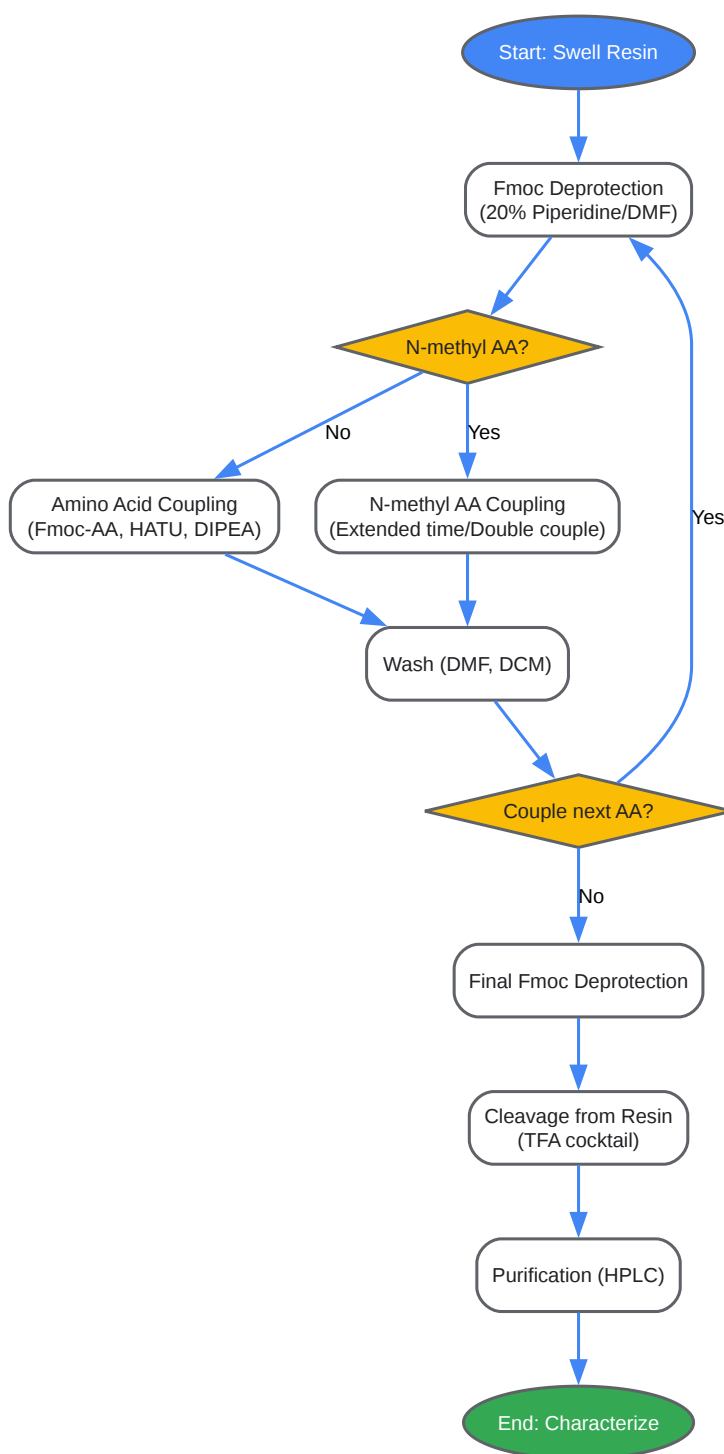 Start: Swell Resin
Fmoc Deprotection
(20% Piperidine/DMF)
N-methyl AA?
No
Yes
Amino Acid Coupling
(Fmoc-AA, HATU, DIPEA)
N-methyl AA Coupling
(Extended time/Double couple)
Yes
Wash (DMF, DCM)
Couple next AA?
No
Final Fmoc Deprotection
Cleavage from Resin
(TFA cocktail)
Purification (HPLC)
End: Characterize